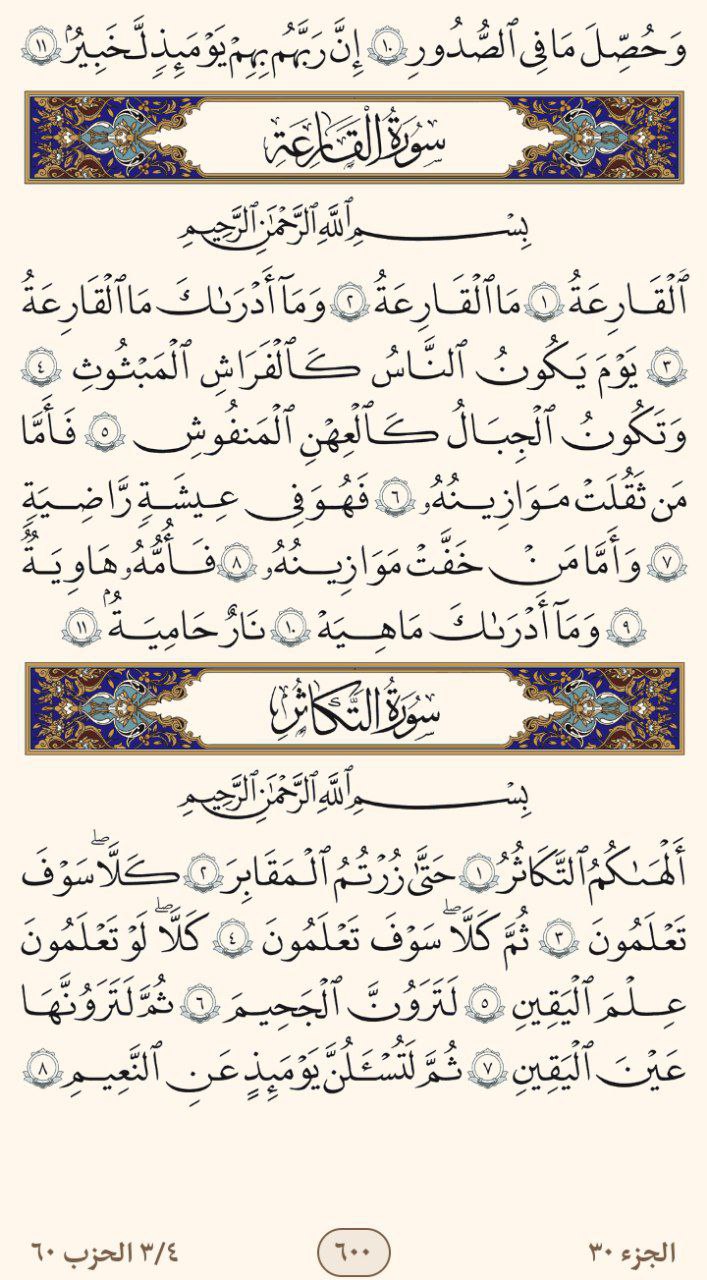 وَحُصِّلَ مَا فِى ٱلصُّدُورِ ١٠ إِنَّ رَبَّهُم بِهِمْ يَوْمَئِذٍ لَّخَبِيرٌۢ ١١
سُورَةُ الْقَارِعَةِ
بِسْمِ ٱللَّهِ ٱلرَّحْمَٰنِ ٱلرَّحِيمِ
ٱلْقَارِعَةُ ١ مَا ٱلْقَارِعَةُ ٢ وَمَآ أَدْرَىٰكَ مَا ٱلْقَارِعَةُ
٣ يَوْمَ يَكُونُ ٱلنَّاسُ كَٱلْفَرَاشِ ٱلْمَبْثُوثِ ٤
وَتَكُونُ ٱلْجِبَالُ كَٱلْعِهْنِ ٱلْمَنفُوشِ ٥ فَأَمَّا
مَن ثَقُلَتْ مَوَازِينُهُۥ ٦ فَهُوَ فِى عِيشَةٍ رَّاضِيَةٍ
٧ وَأَمَّا مَنْ خَفَّتْ مَوَازِينُهُۥ ٨ فَأُمُّهُۥ هَاوِيَةٌ
٩ وَمَآ أَدْرَىٰكَ مَا هِيَهْ ١٠ نَارٌ حَامِيَةٌۢ ١١
سُورَةُ التَّكَاثُرِ
بِسْمِ ٱللَّهِ ٱلرَّحْمَٰنِ ٱلرَّحِيمِ
أَلْهَىٰكُمُ ٱلتَّكَاثُرُ ١ حَتَّىٰ زُرْتُمُ ٱلْمَقَابِرَ ٢ كَلَّاۖ سَوْفَ
تَعْلَمُونَ ٣ ثُمَّ كَلَّاۖ سَوْفَ تَعْلَمُونَ ٤ كَلَّاۖ لَوْ تَعْلَمُونَ
عِلْمَ ٱلْيَقِينِ ٥ لَتَرَوُنَّ ٱلْجَحِيمَ ٦ ثُمَّ لَتَرَوُنَّهَا
عَيْنَ ٱلْيَقِينِ ٧ ثُمَّ لَتُسْـَٔلُنَّ يَوْمَئِذٍ عَنِ ٱلنَّعِيمِ ٨
الجزء ٣٠
٦٠٠
٣/٤ الحزب ٦٠